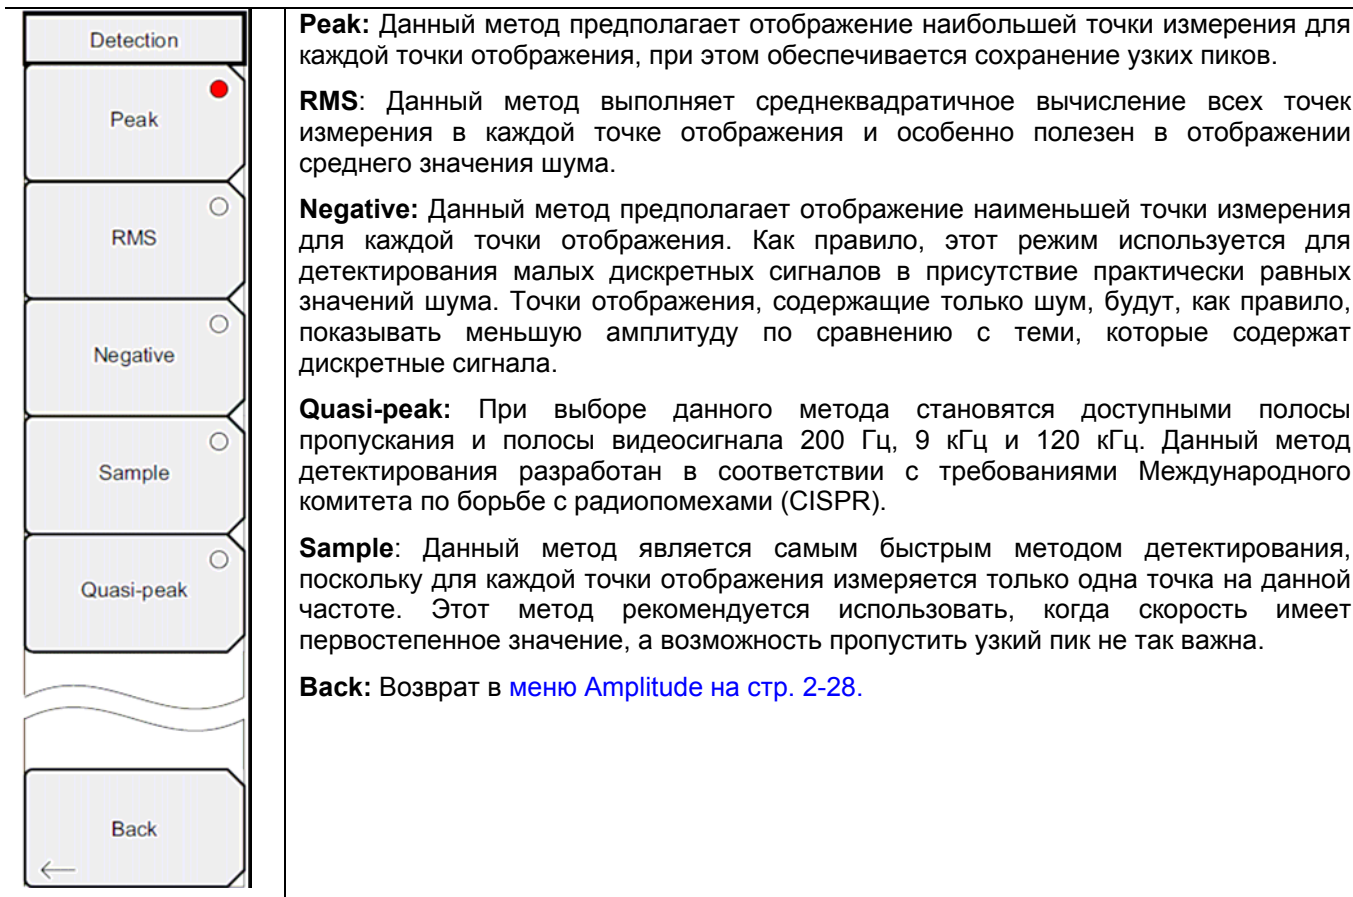 Detection
Peak
RMS
Negative
Sample
Quasi-peak
Back
Peak: Данный метод предполагает отображение наибольшей точки измерения для
каждой точки отображения, при этом обеспечивается сохранение узких пиков.
RMS: Данный метод выполняет среднеквадратичное вычисление всех точек
измерения в каждой точке отображения и особенно полезен в отображении
среднего значения шума.
Negative: Данный метод предполагает отображение наименьшей точки измерения
для каждой точки отображения. Как правило, этот режим используется для
детектирования малых дискретных сигналов в присутствие практически равных
значений шума. Точки отображения, содержащие только шум, будут, как правило,
показывать меньшую амплитуду по сравнению с теми, которые содержат
дискретные сигнала.
Quasi-peak: При выборе данного метода становятся доступными полосы
пропускания и полосы видеосигнала 200 Гц, 9 кГц и 120 кГц. Данный метод
детектирования разработан в соответствии с требованиями Международного
комитета по борьбе с радиопомехами (CISPR).
Sample: Данный метод является самым быстрым методом детектирования,
поскольку для каждой точки отображения измеряется только одна точка на данной
частоте. Этот метод рекомендуется использовать, когда скорость имеет
первостепенное значение, а возможность пропустить узкий пик не так важна.
Back: Возврат в меню Amplitude на стр. 2-28.